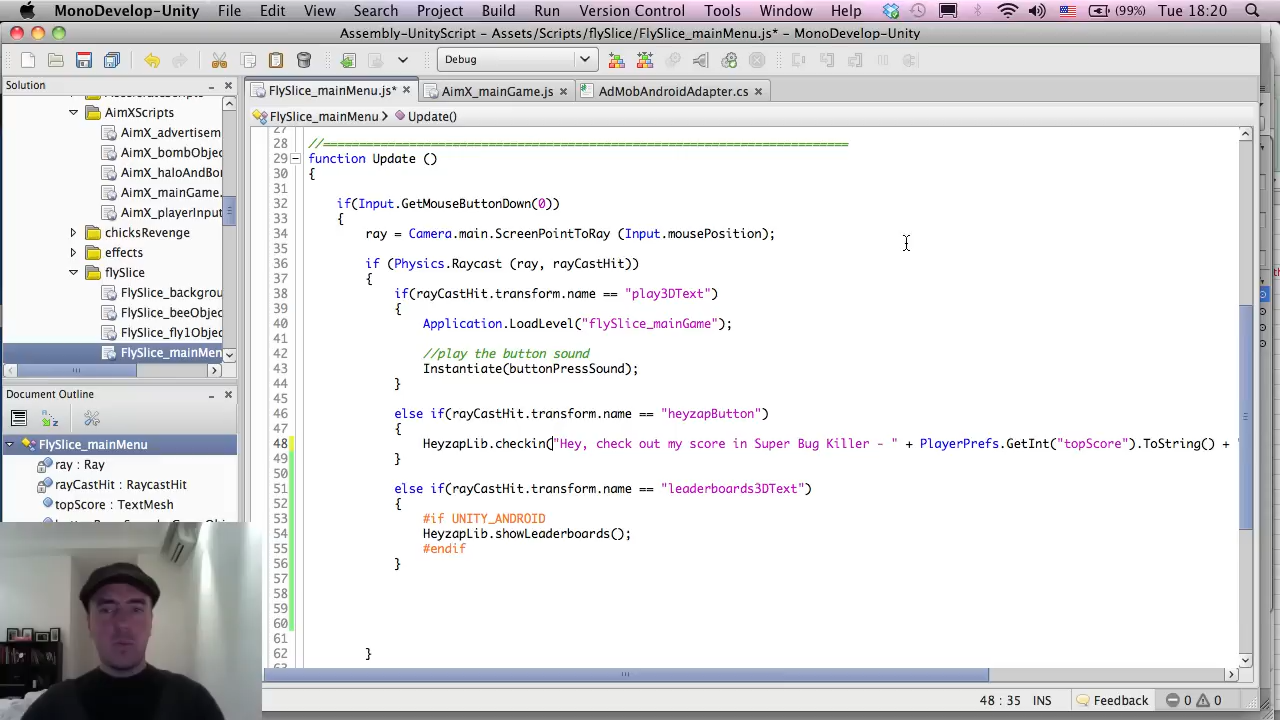 MonoDevelop-Unity File Edit View Search Project Build Run Version Control Tools Window Help (99%) Tue 18:20
Assembly-UnityScript - Assets/Scripts/flySlice/FlySlice_mainMenu.js* - MonoDevelop-Unity
Debug
Solution
FlySlice_mainMenu.js*
AimX_mainGame.js
AdMobAndroidAdapter.cs
FlySlice_mainMenu
Update()
AimXScripts
AimX_advertisem
AimX_bombObjec
AimX_haloAndBor
AimX_mainGame.
AimX_playerInput
chicksRevenge
effects
flySlice
FlySlice_backgrou
FlySlice_beeObjec
FlySlice_fly1Objec
FlySlice_mainMen
Document Outline
FlySlice_mainMenu
ray : Ray
rayCastHit : RaycastHit
topScore : TextMesh
27
28 //=========================================================================
29 function Update ()
30 {
31
32 if(Input.GetMouseButtonDown(0))
33 {
34 ray = Camera.main.ScreenPointToRay (Input.mousePosition);
35
36 if (Physics.Raycast (ray, rayCastHit))
37 {
38 if(rayCastHit.transform.name == "play3DText")
39 {
40 Application.LoadLevel("flySlice_mainGame");
41
42 //play the button sound
43 Instantiate(buttonPressSound);
44 }
45
46 else if(rayCastHit.transform.name == "heyzapButton")
47 {
48 HeyzapLib.checkin("Hey, check out my score in Super Bug Killer - " + PlayerPrefs.GetInt("topScore").ToString() + "
49 }
50
51 else if(rayCastHit.transform.name == "leaderboards3DText")
52 {
53 #if UNITY_ANDROID
54 HeyzapLib.showLeaderboards();
55 #endif
56 }
57
58
59
60
61
62 }
48 : 35 INS Feedback 0 0